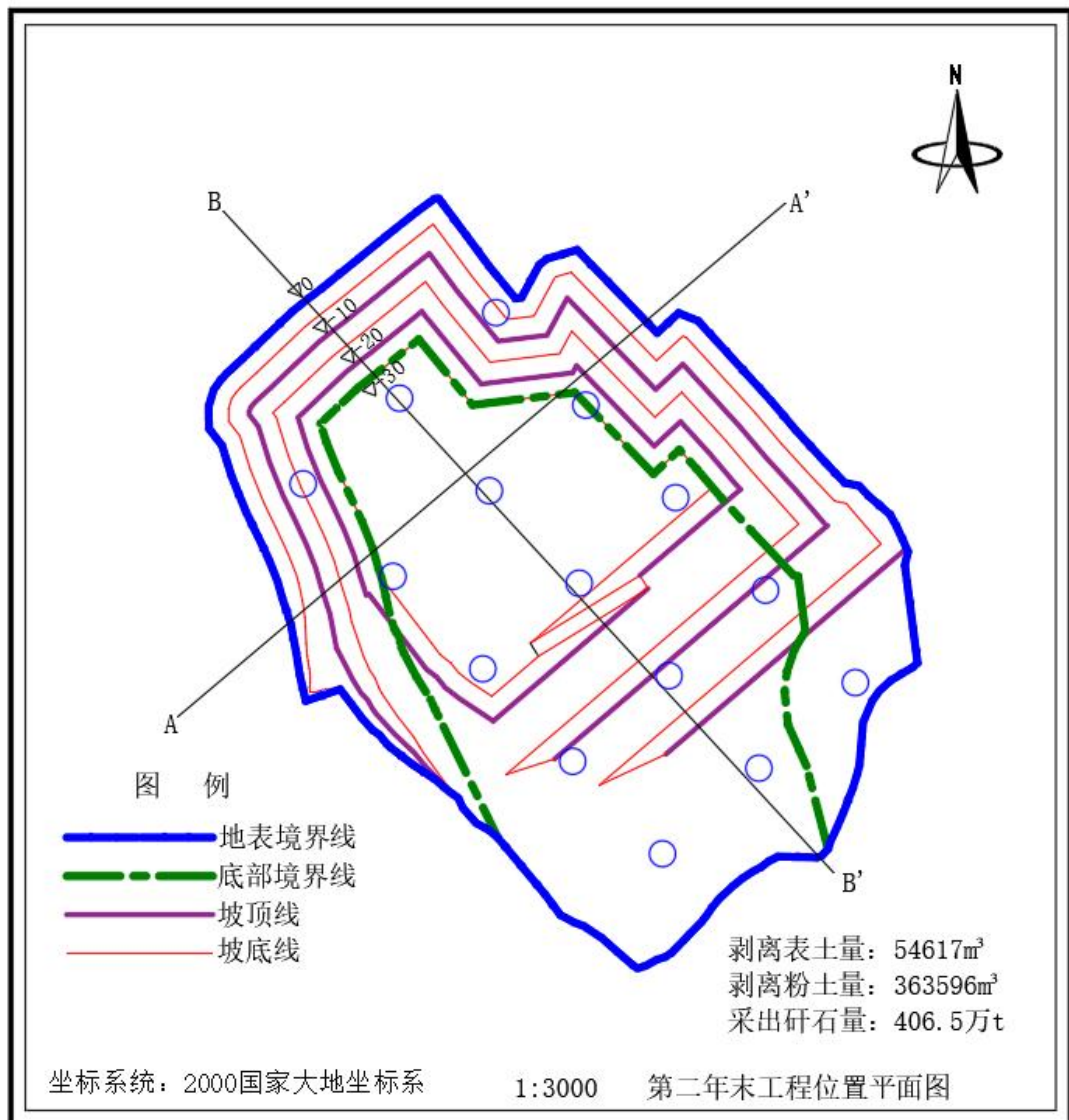 N
B
A'
0
-10
-20
-30
A
B'
图 例
地表境界线
底部境界线
坡顶线
坡底线
剥离表土量：54617m³
剥离粉土量：363596m³
采出矸石量：406.5万t
坐标系统：2000国家大地坐标系
1:3000 第二年末工程位置平面图